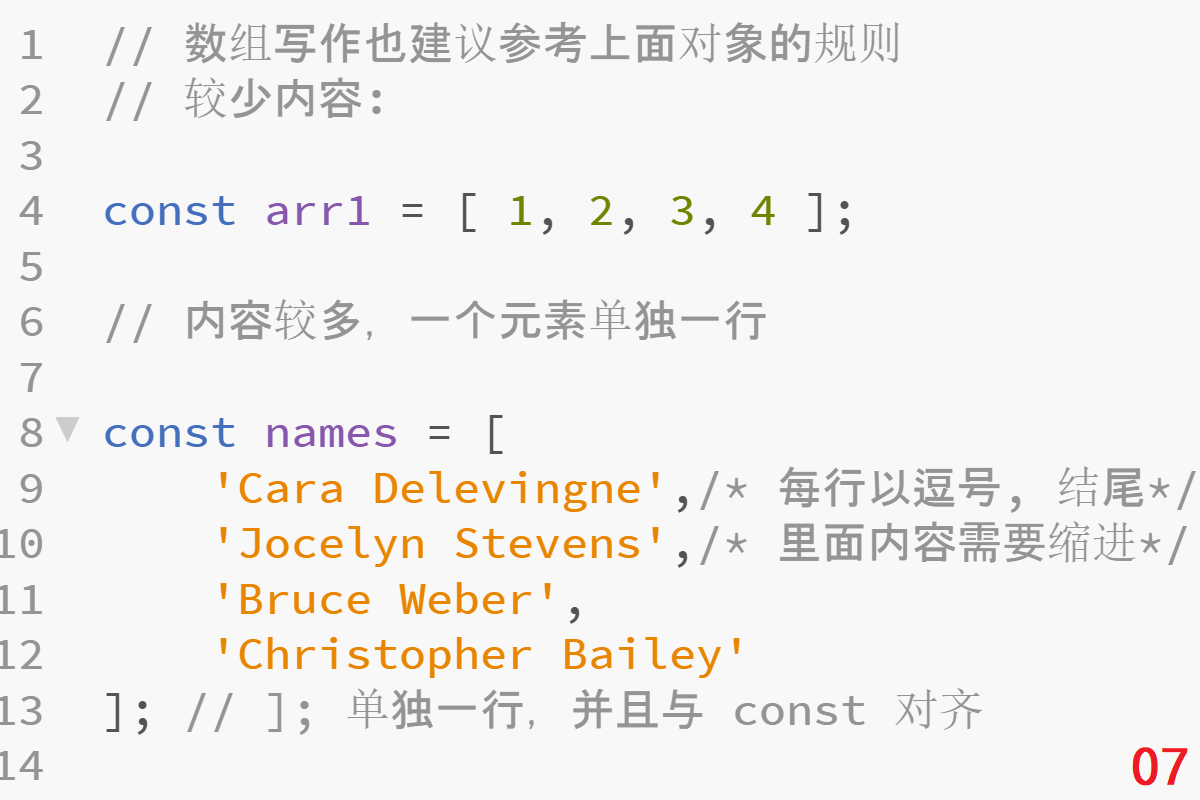 1 // 数组写作也建议参考上面对象的规则
2 // 较少内容:
3
4 const arr1 = [ 1, 2, 3, 4 ];
5
6 // 内容较多, 一个元素单独一行
7
8 ▼ const names = [
9     'Cara Delevingne',/* 每行以逗号, 结尾*/
10     'Jocelyn Stevens',/* 里面内容需要缩进*/
11     'Bruce Weber',
12     'Christopher Bailey'
13 ]; // ]; 单独一行, 并且与 const 对齐
14
07